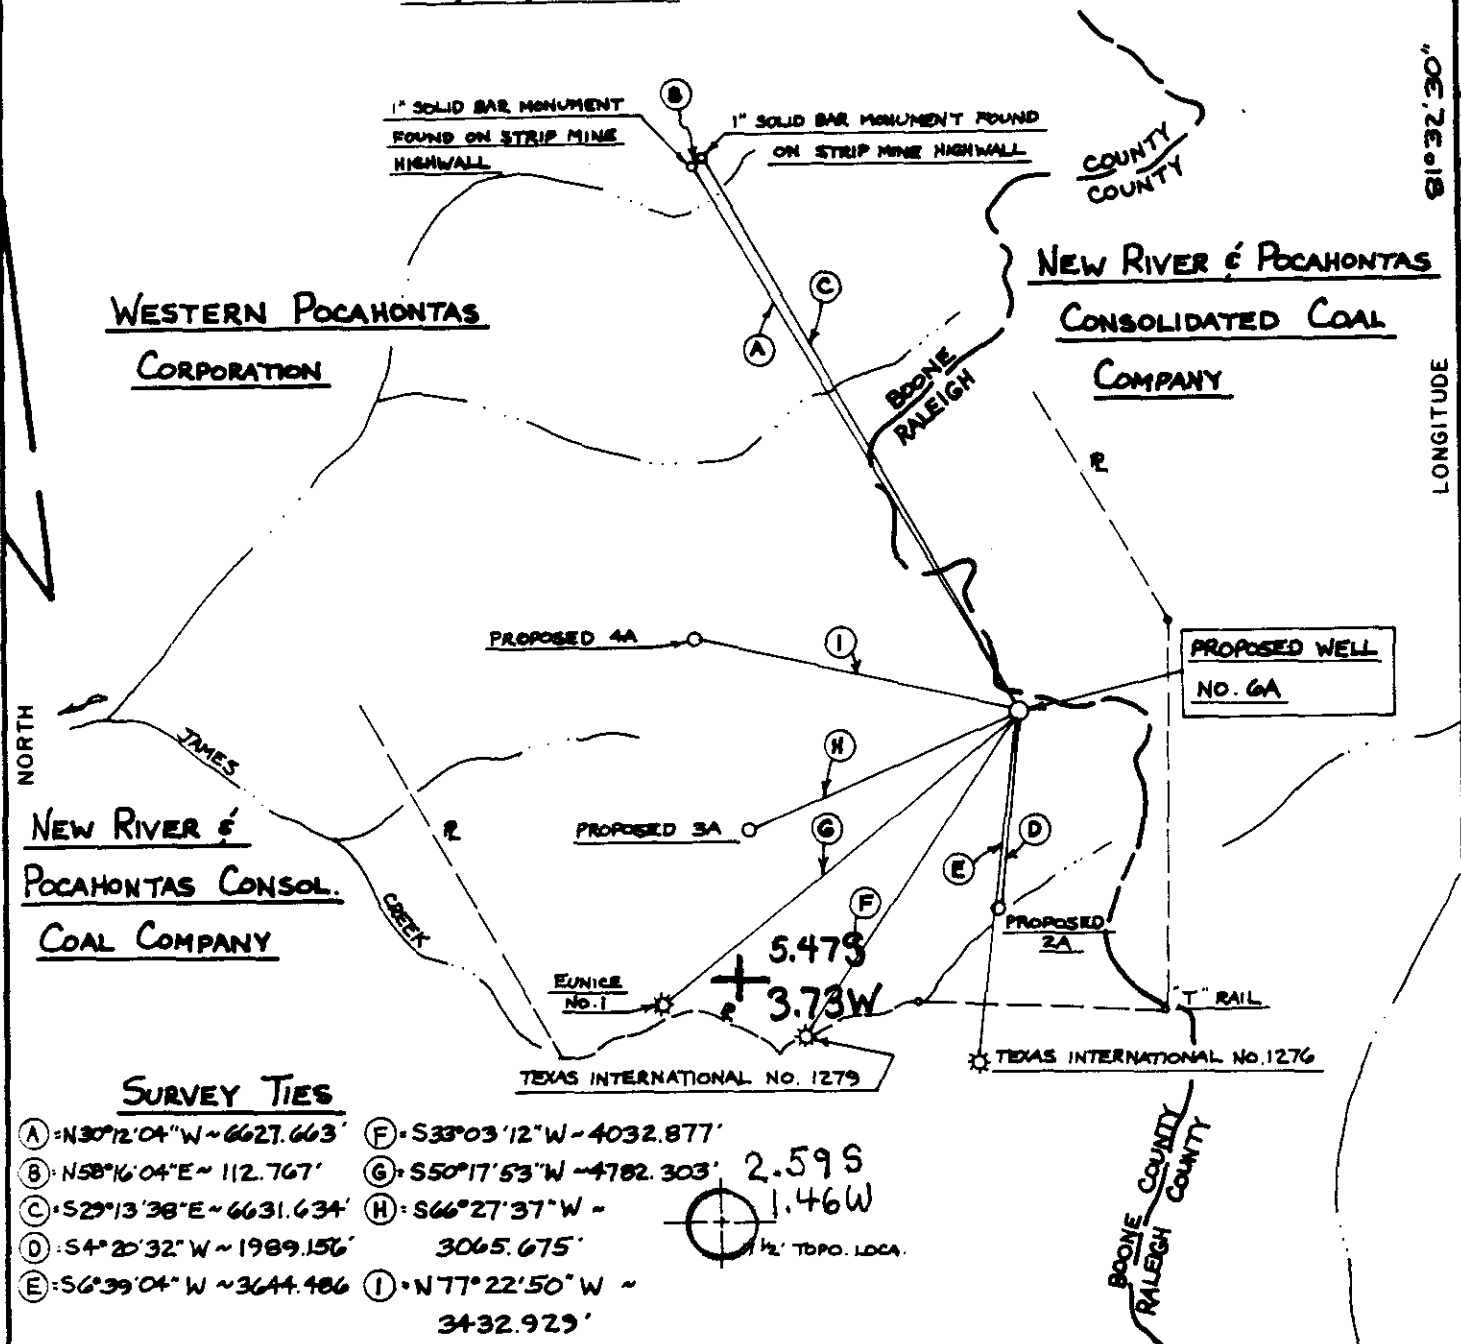 81°32'30"
LONGITUDE
B
1" SOLID BAR MONUMENT
FOUND ON STRIP MINE
HIGHWALL
1" SOLID BAR MONUMENT FOUND
ON STRIP MINE HIGHWALL
COUNTY
COUNTY
WESTERN POCAHONTAS
CORPORATION
NEW RIVER & POCAHONTAS
CONSOLIDATED COAL
COMPANY
C
A
BOONE
RALEIGH
PL
PROPOSED 4A
I
PROPOSED WELL
NO. 6A
NORTH
JAMES
CREEK
H
PROPOSED 3A
G
PL
D
E
NEW RIVER &
POCAHONTAS CONSOL.
COAL COMPANY
F
PROPOSED
2A
5.47S
3.73W
EUNICE
NO. 1
PL
"T" RAIL
TEXAS INTERNATIONAL NO. 1279
TEXAS INTERNATIONAL NO. 1276
SURVEY TIES
A :N30°12'04"W ~ 6627.663'
B :N58°16'04"E ~ 112.767'
C :S29°13'38"E ~ 6631.634'
D :S4°20'32"W ~ 1989.156'
E :S6°39'04"W ~ 3644.486
F :S33°03'12"W ~ 4032.877'
G :S50°17'53"W ~ 4782.303'
H :S66°27'37"W ~
3065.675'
I :N77°22'50"W ~
3432.929'
2.59S
1.46W
7½' TOPO. LOCA.
BOONE COUNTY
RALEIGH COUNTY